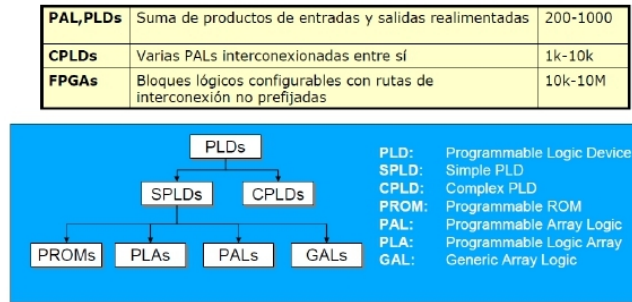 PAL,PLDs Suma de productos de entradas y salidas realimentadas 200-1000
CPLDs Varias PALs interconexionadas entre sí 1k-10k
FPGAs Bloques lógicos configurables con rutas de 10k-10M
interconexión no prefijadas
PLDs
SPLDs CPLDs
PROMs PLAs PALs GALs
PLD: Programmable Logic Device
SPLD: Simple PLD
CPLD: Complex PLD
PROM: Programmable ROM
PAL: Programmable Array Logic
PLA: Programmable Logic Array
GAL: Generic Array Logic